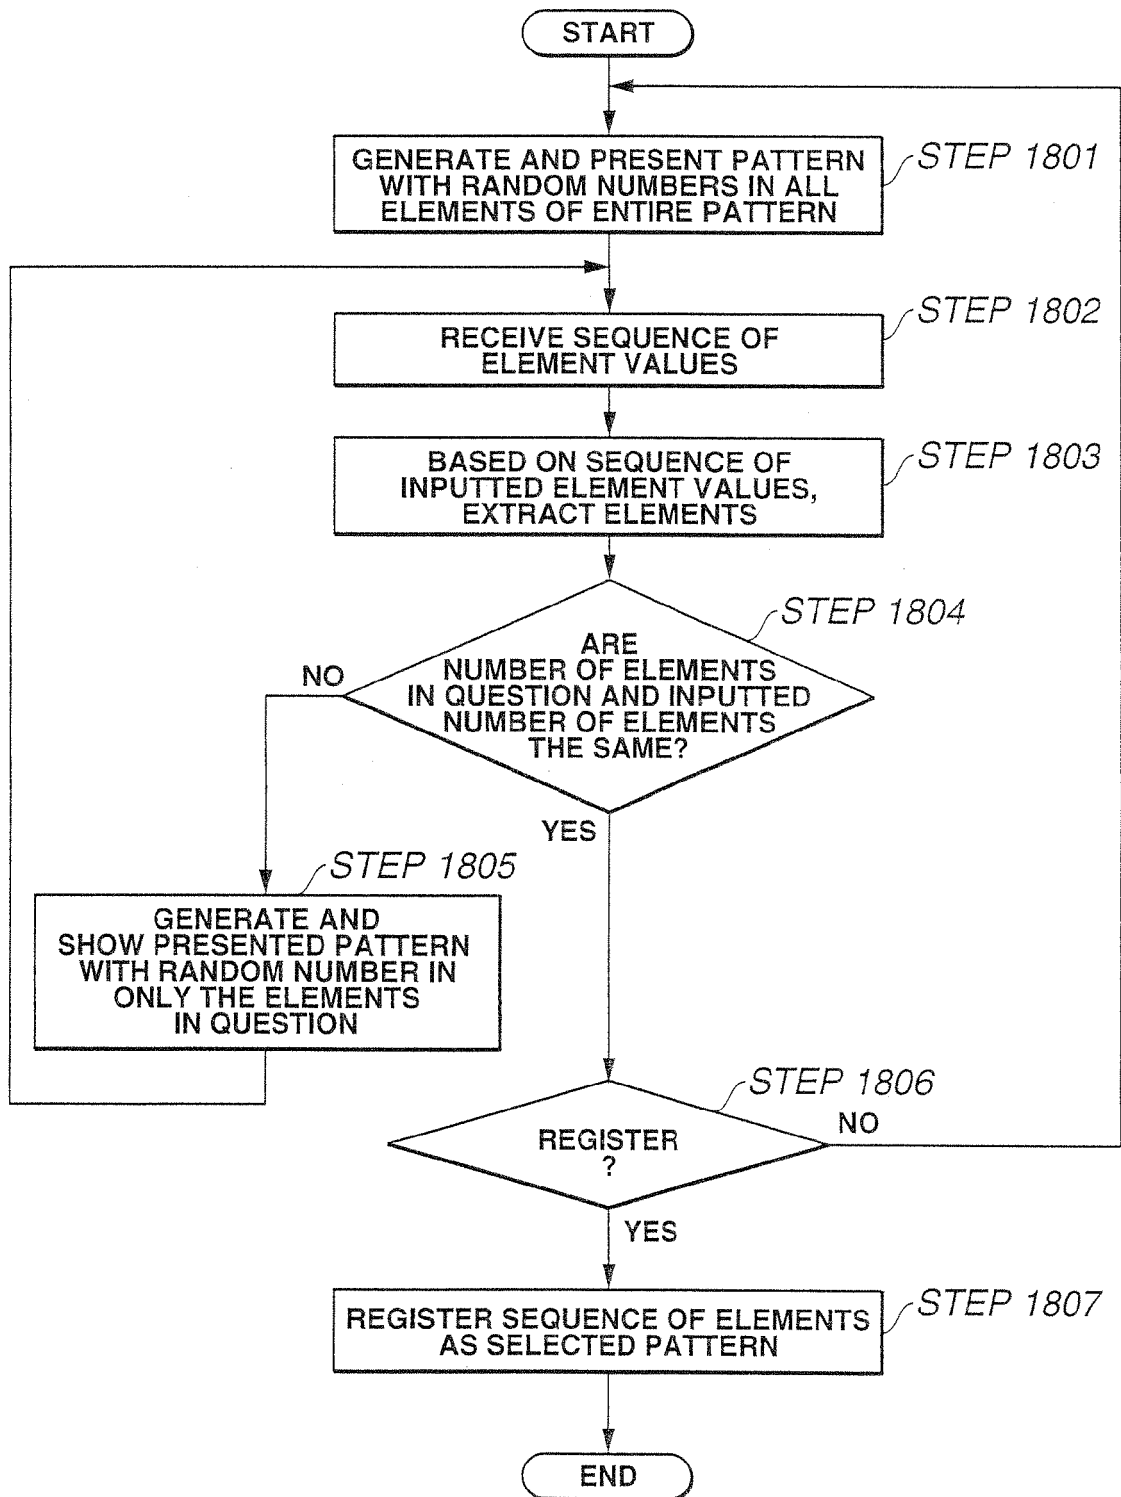 START
GENERATE AND PRESENT PATTERN
WITH RANDOM NUMBERS IN ALL
ELEMENTS OF ENTIRE PATTERN
STEP 1801
RECEIVE SEQUENCE OF
ELEMENT VALUES
STEP 1802
BASED ON SEQUENCE OF
INPUTTED ELEMENT VALUES,
EXTRACT ELEMENTS
STEP 1803
ARE
NUMBER OF ELEMENTS
IN QUESTION AND INPUTTED
NUMBER OF ELEMENTS
THE SAME?
STEP 1804
NO
YES
STEP 1805
GENERATE AND
SHOW PRESENTED PATTERN
WITH RANDOM NUMBER IN
ONLY THE ELEMENTS
IN QUESTION
REGISTER
?
STEP 1806
NO
YES
REGISTER SEQUENCE OF ELEMENTS
AS SELECTED PATTERN
STEP 1807
END